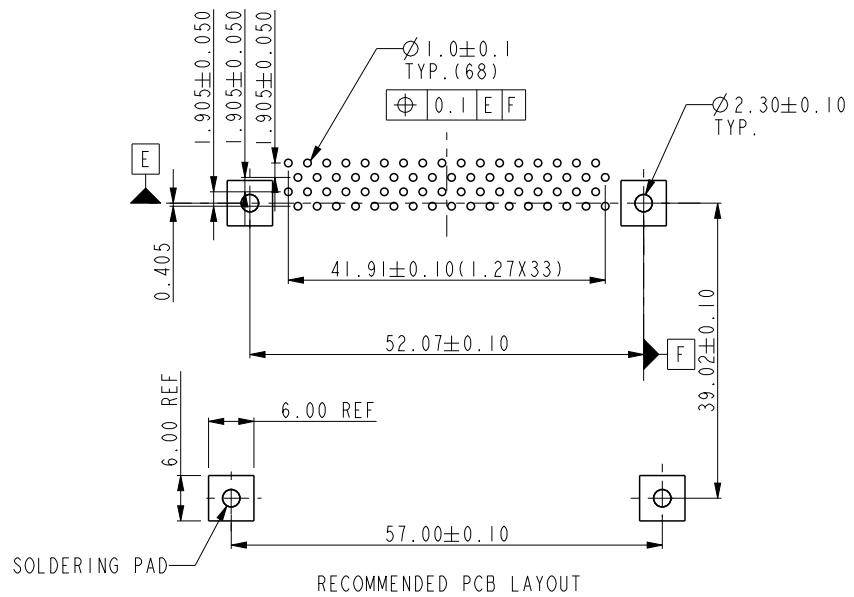 1.905±0.050
1.905±0.050
1.905±0.050
∅1.0±0.1
TYP.(68)
⌖ 0.1 E F
∅2.30±0.10
TYP.
E
0.405
41.91±0.10(1.27X33)
52.07±0.10
F
39.02±0.10
6.00 REF
6.00 REF
57.00±0.10
SOLDERING PAD
RECOMMENDED PCB LAYOUT